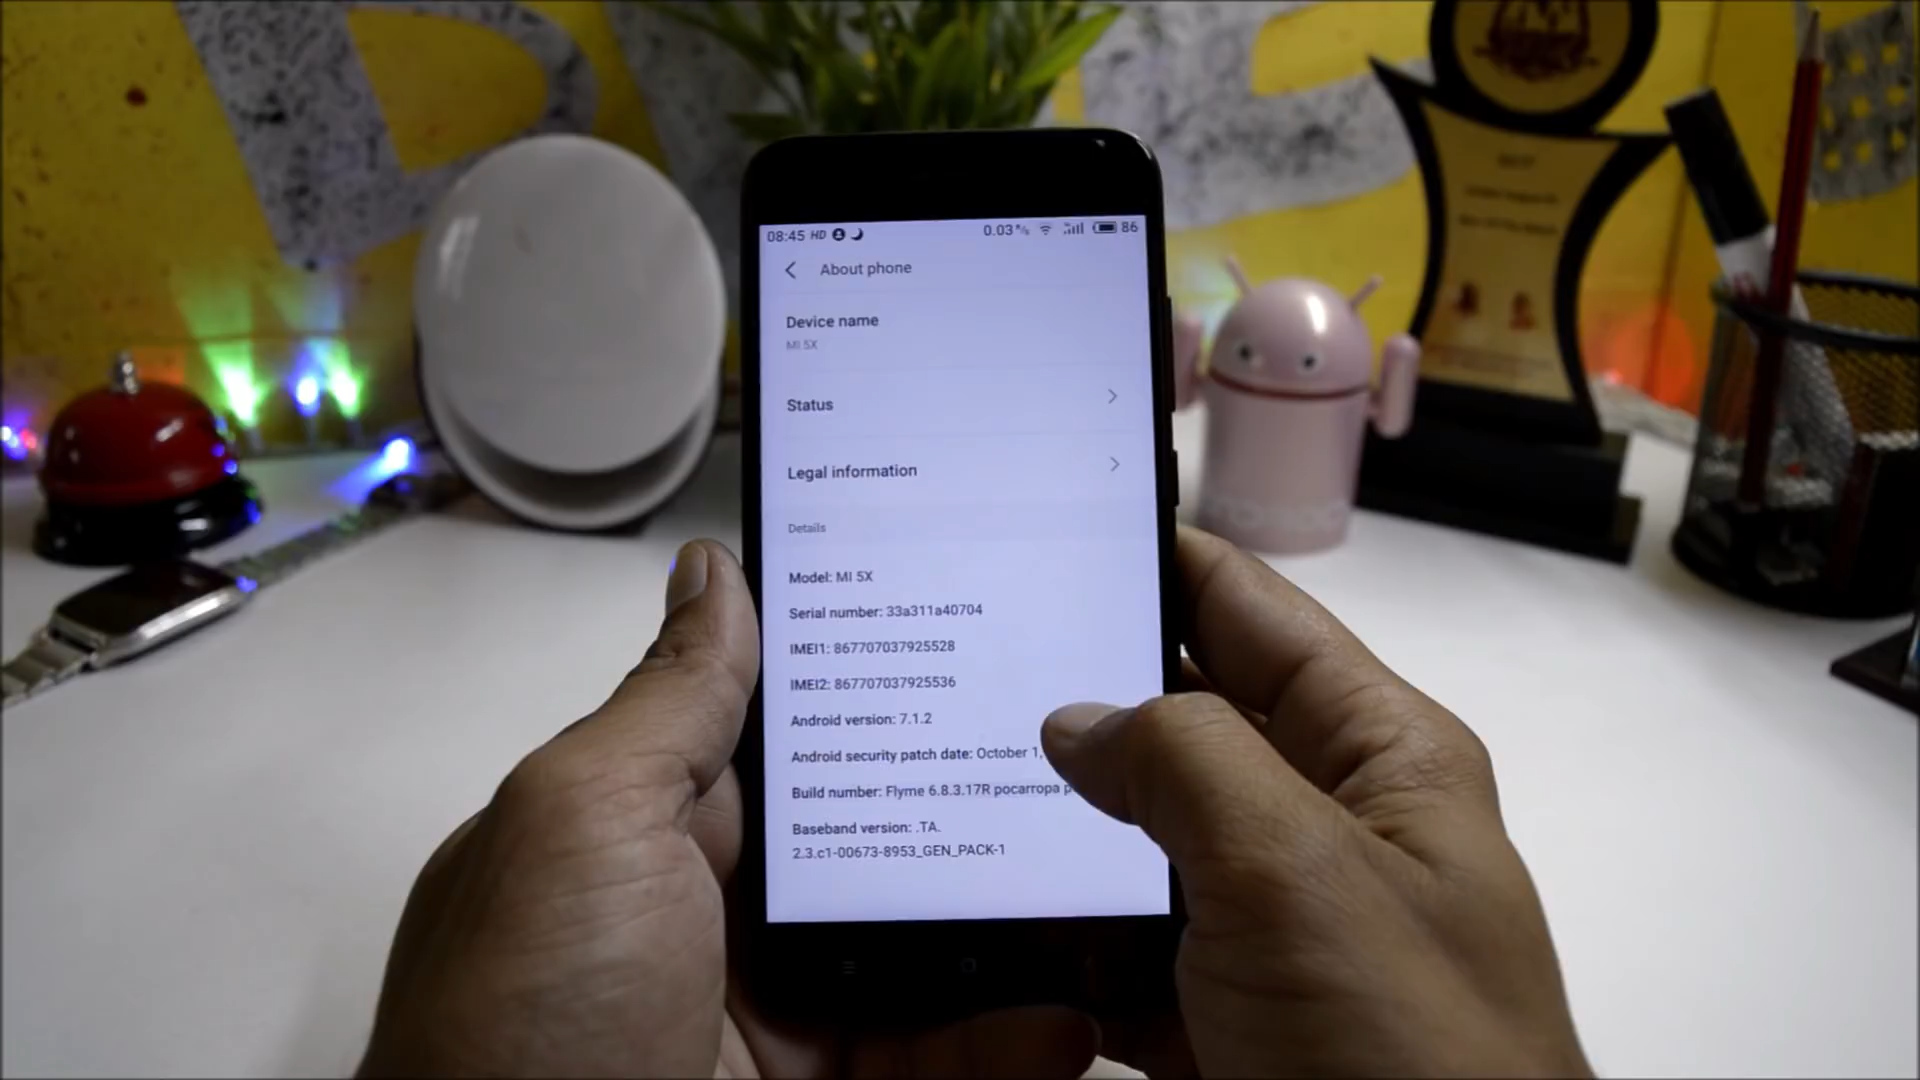 08:45 HD 0.03 K/s 86
About phone
Device name
MI 5X
Status
Legal information
Details
Model: MI 5X
Serial number: 33a311a40704
IMEI1: 867707037925528
IMEI2: 867707037925536
Android version: 7.1.2
Android security patch date: October 1,
Build number: Flyme 6.8.3.17R pocarropa
Baseband version: .TA.
2.3.c1-00673-8953_GEN_PACK-1